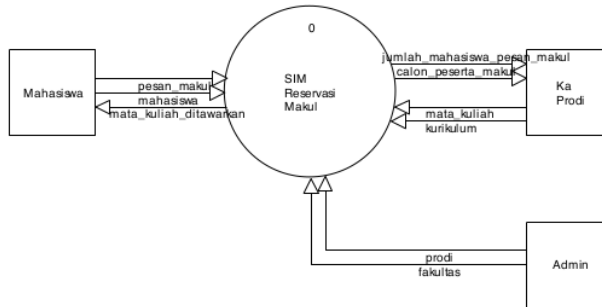 0
SIM
Reservasi
Makul
Mahasiswa
pesan_makul
mahasiswa
mata_kuliah_ditawarkan
jumlah_mahasiswa_pesan_makul
calon_peserta_makul
mata_kuliah
kurikulum
Ka
Prodi
prodi
fakultas
Admin